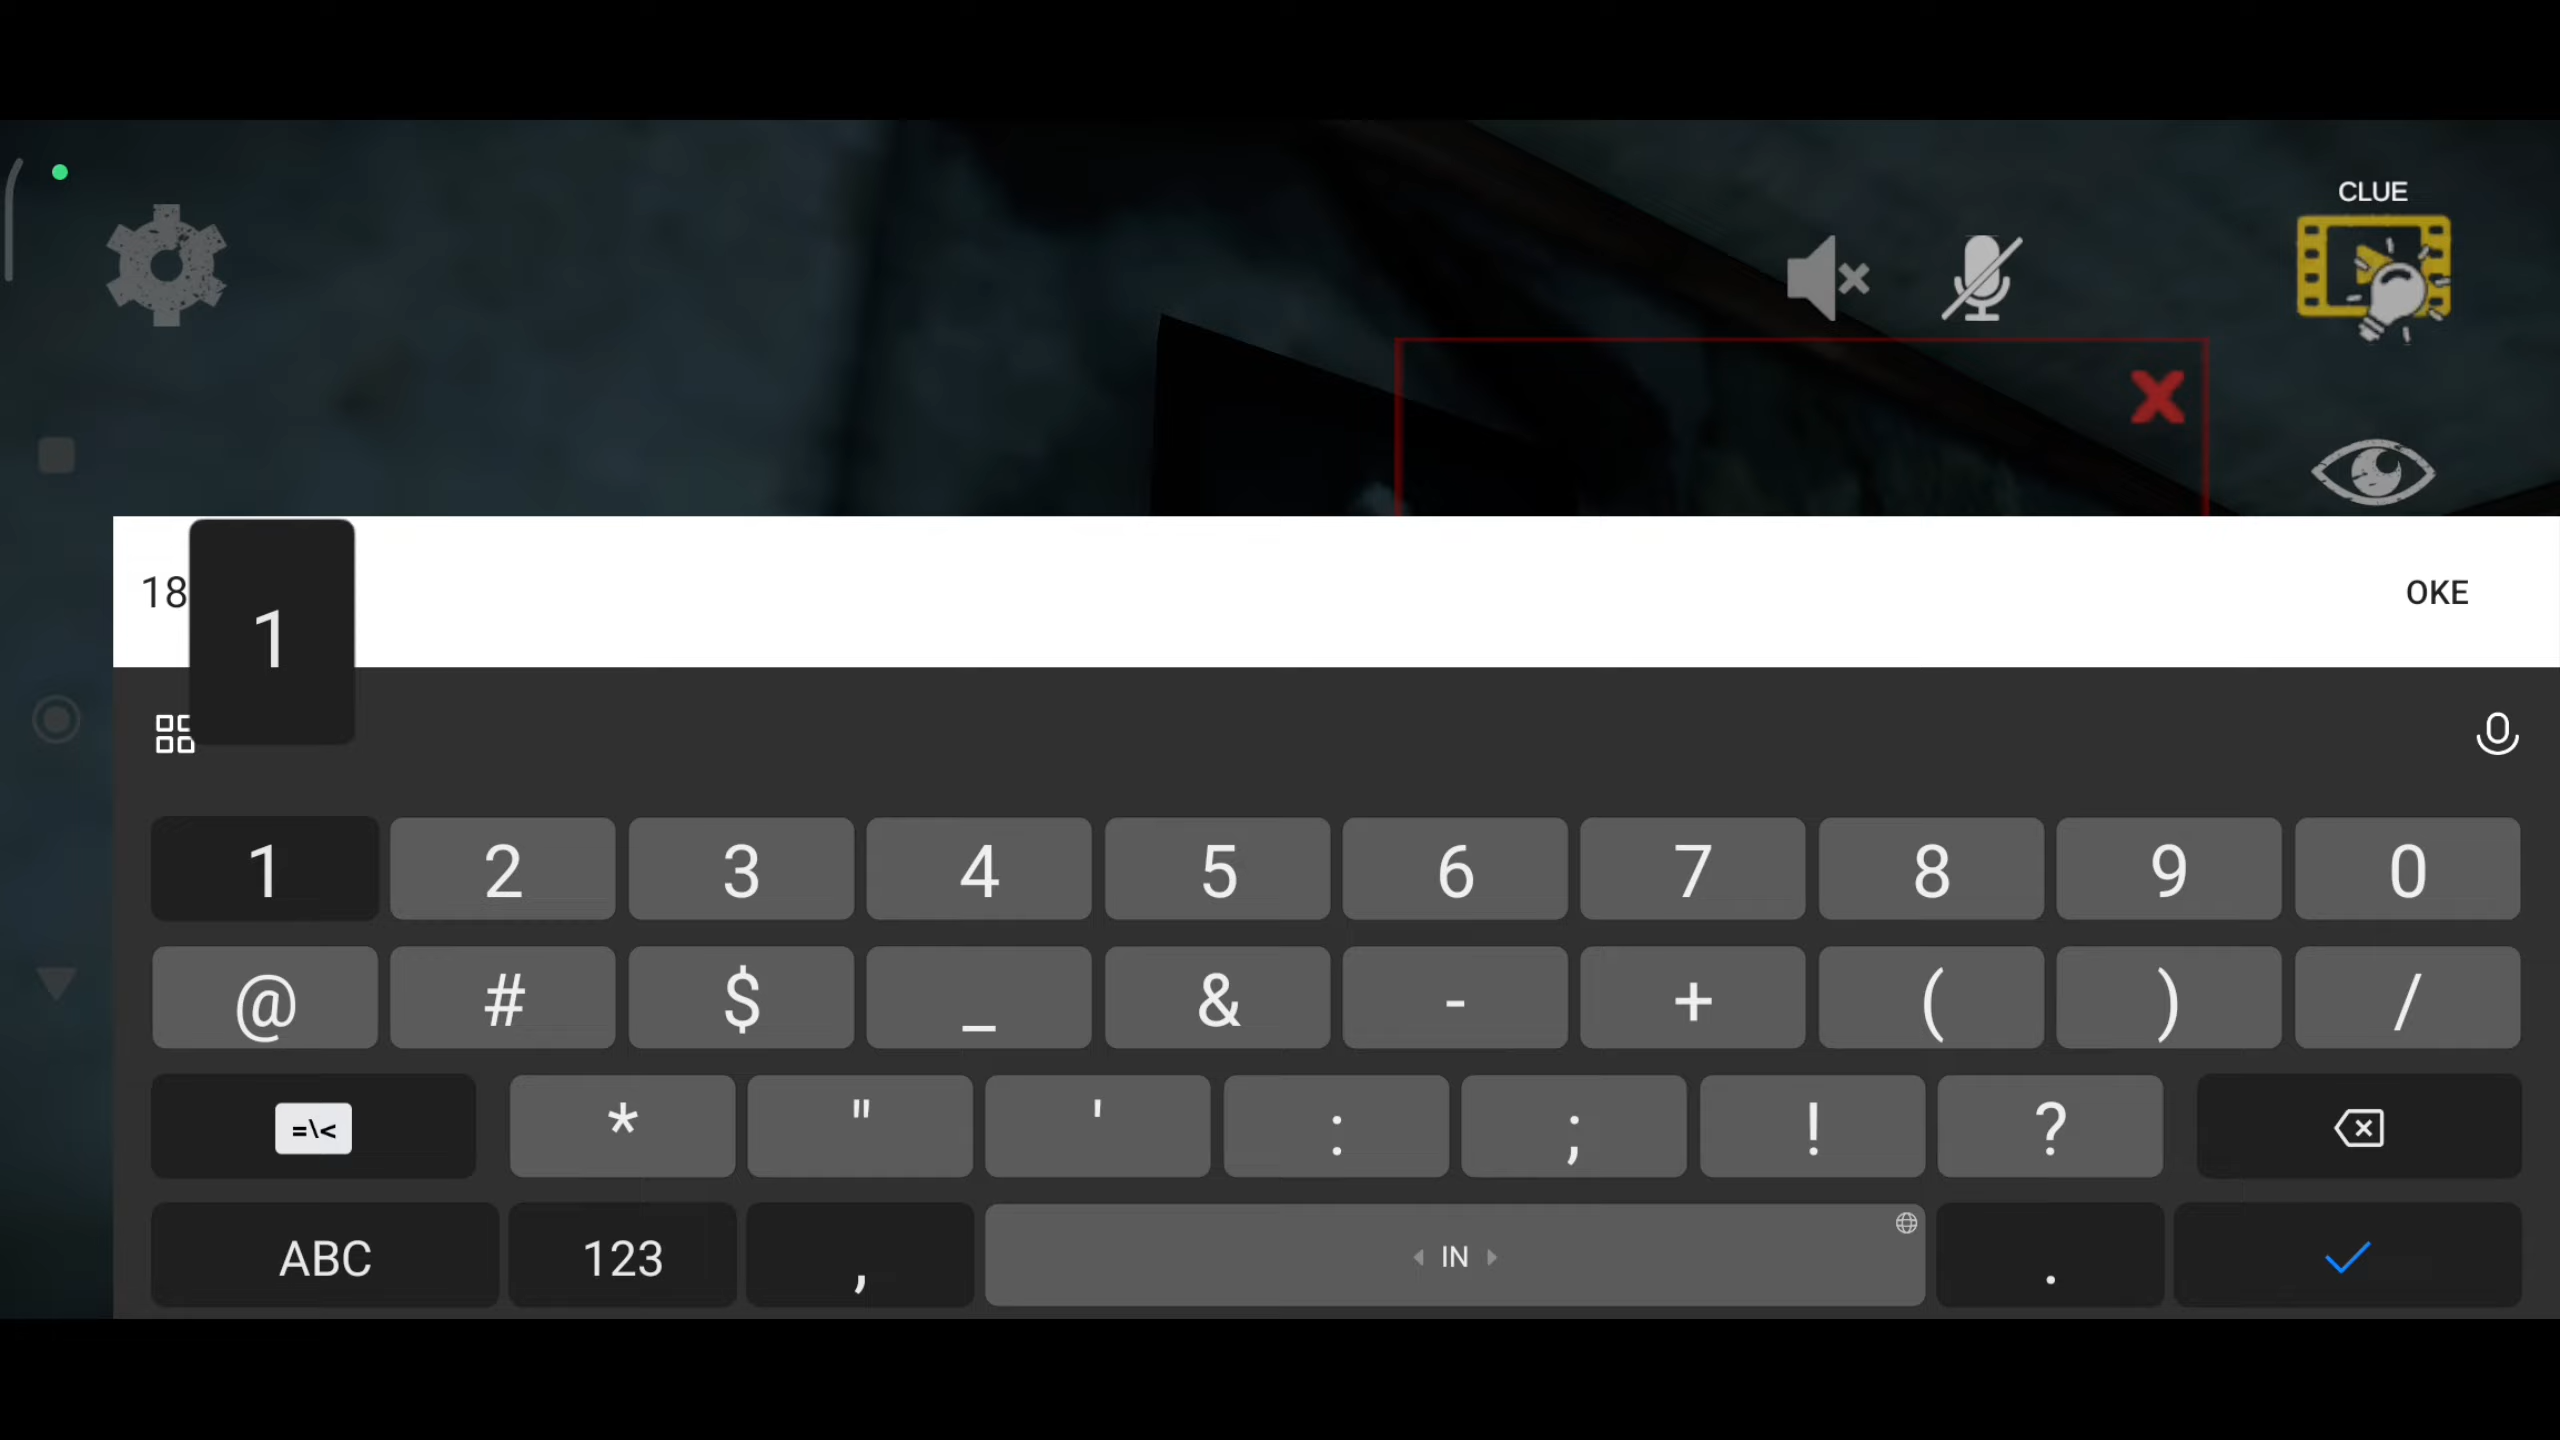 CLUE
18
1
OKE
1 2 3 4 5 6 7 8 9 0
@ # $ _ & - + ( ) /
=\< * " ' : ; ! ?
ABC 123 , IN .